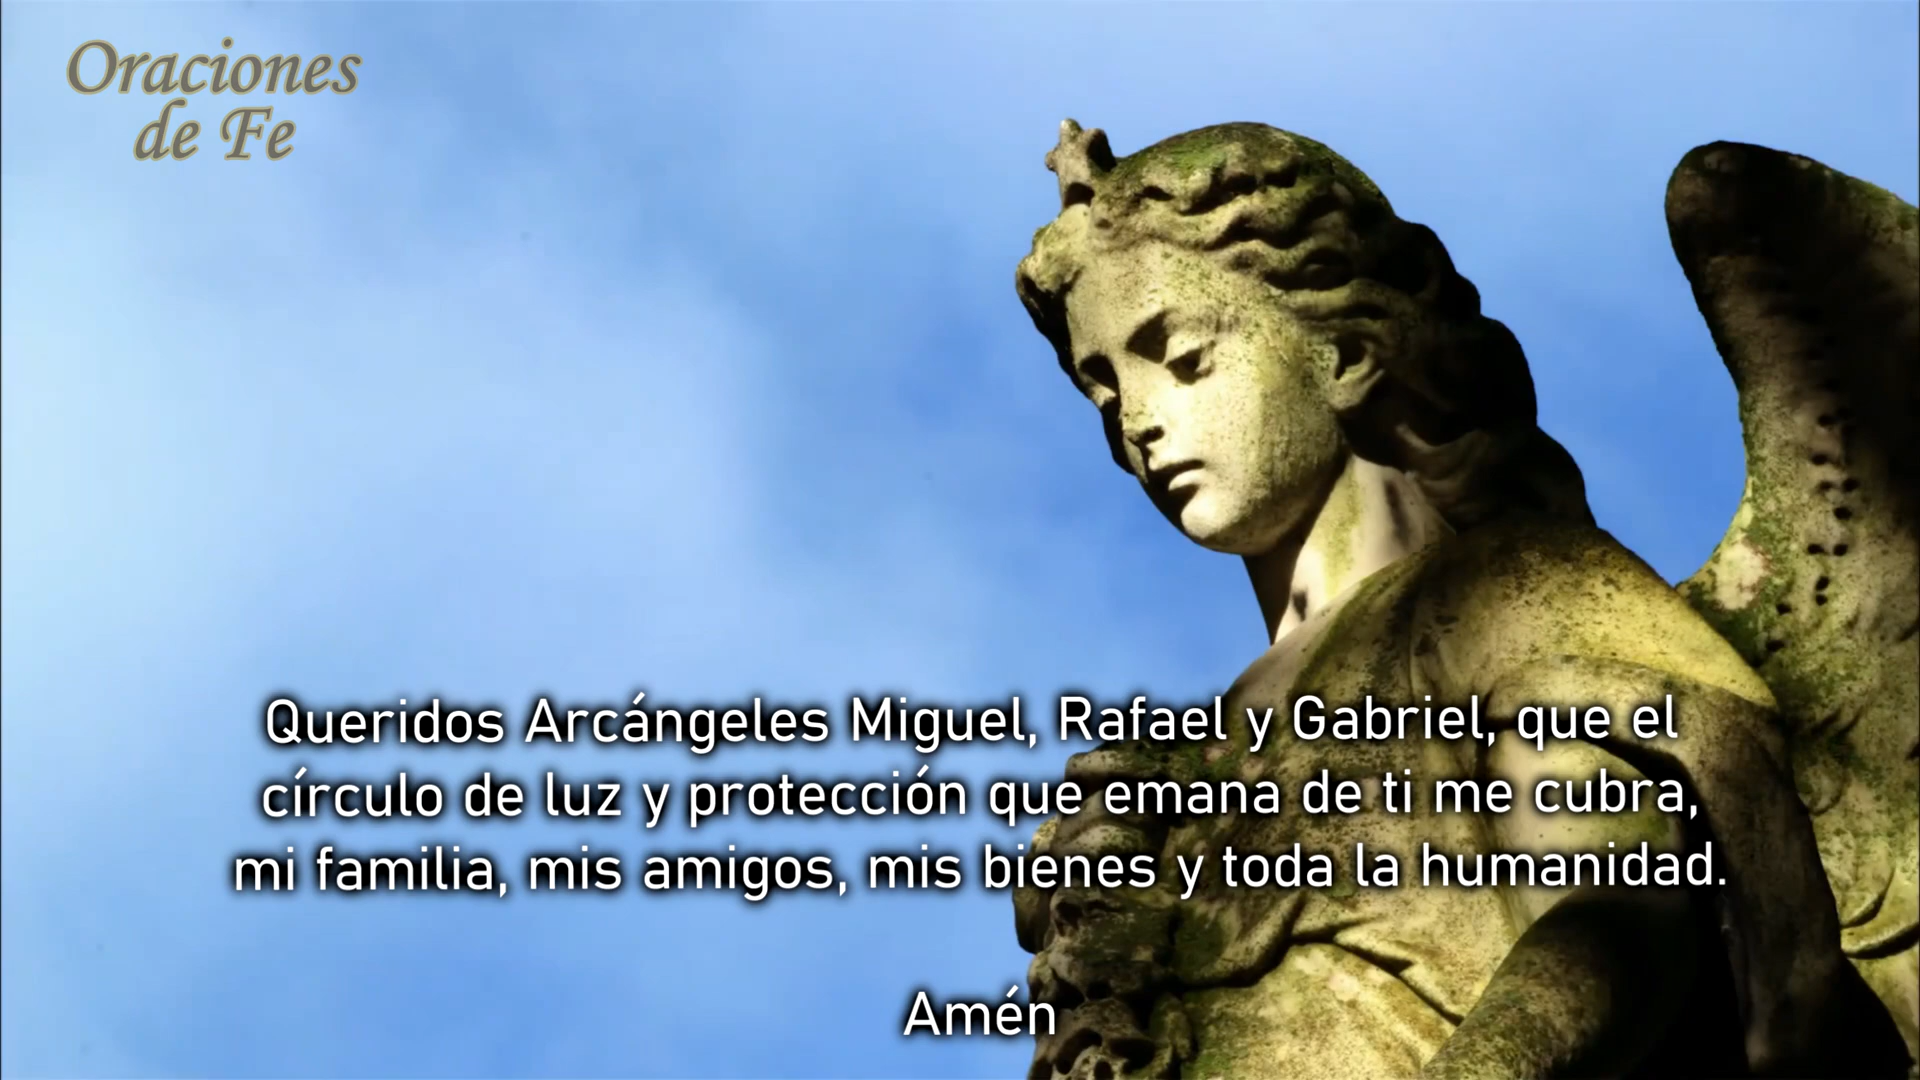 Oraciones
de Fe
Queridos Arcángeles Miguel, Rafael y Gabriel, que el
círculo de luz y protección que emana de ti me cubra,
mi familia, mis amigos, mis bienes y toda la humanidad.
Amén